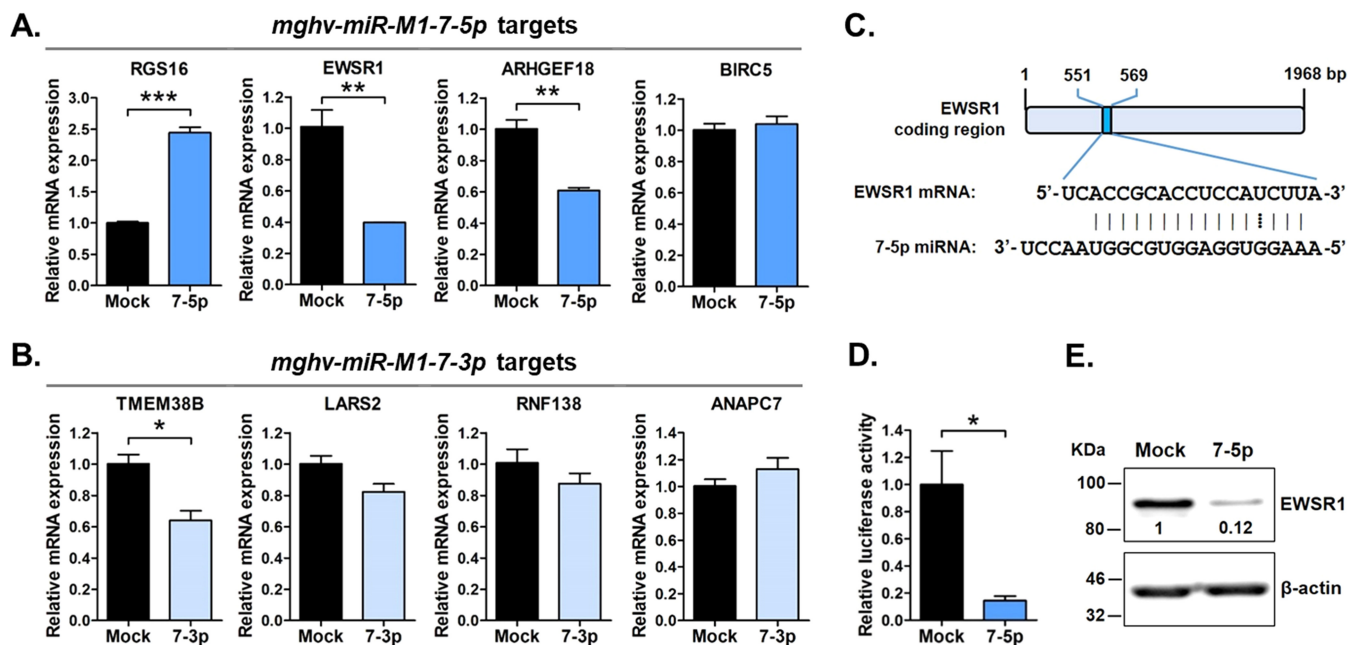 A.
mghv-miR-M1-7-5p targets
RGS16
***
Relative mRNA expression
3.0
2.5
2.0
1.5
1.0
0.5
0.0
Mock 7-5p
EWSR1
**
Relative mRNA expression
1.2
1.0
0.8
0.6
0.4
0.2
0.0
Mock 7-5p
ARHGEF18
**
Relative mRNA expression
1.2
1.0
0.8
0.6
0.4
0.2
0.0
Mock 7-5p
BIRC5
Relative mRNA expression
1.2
1.0
0.8
0.6
0.4
0.2
0.0
Mock 7-5p
B.
mghv-miR-M1-7-3p targets
TMEM38B
*
Relative mRNA expression
1.2
1.0
0.8
0.6
0.4
0.2
0.0
Mock 7-3p
LARS2
Relative mRNA expression
1.2
1.0
0.8
0.6
0.4
0.2
0.0
Mock 7-3p
RNF138
Relative mRNA expression
1.2
1.0
0.8
0.6
0.4
0.2
0.0
Mock 7-3p
ANAPC7
Relative mRNA expression
1.4
1.2
1.0
0.8
0.6
0.4
0.2
0.0
Mock 7-3p
C.
1 551 569 1968 bp
EWSR1
coding region
EWSR1 mRNA: 5'-UCACCGCACCUCCAUCUUA-3'
7-5p miRNA: 3'-UCCAAUGGCGUGGAGGUGGAAA-5'
D.
*
Relative luciferase activity
1.4
1.2
1.0
0.8
0.6
0.4
0.2
0.0
Mock 7-5p
E.
KDa Mock 7-5p
100
EWSR1
80
1 0.12
46
β-actin
32